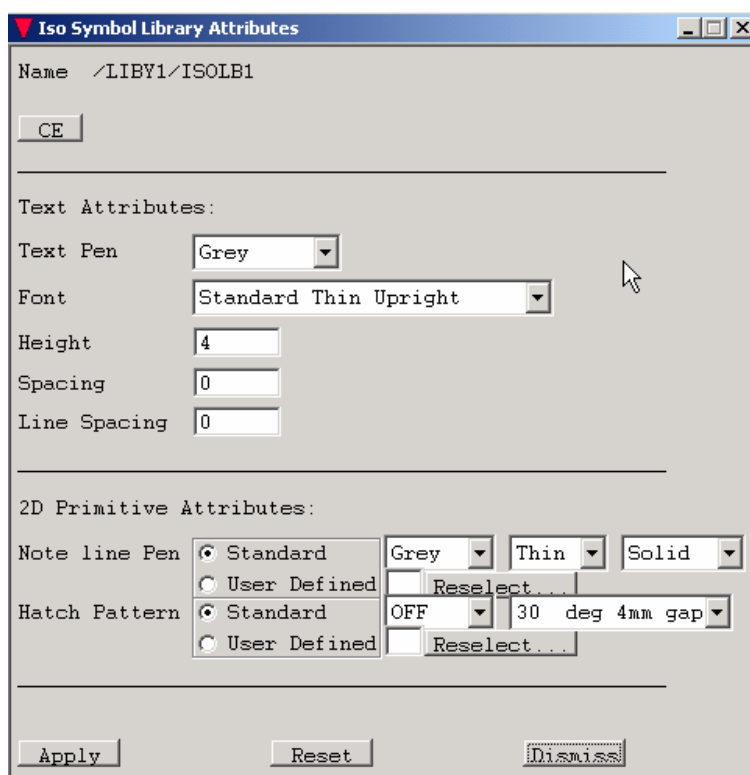 Iso Symbol Library Attributes
Name /LIBY1/ISOLB1
CE
Text Attributes:
Text Pen Grey
Font Standard Thin Upright
Height 4
Spacing 0
Line Spacing 0
2D Primitive Attributes:
Note line Pen Standard Grey Thin Solid
User Defined Reselect...
Hatch Pattern Standard OFF 30 deg 4mm gap
User Defined Reselect...
Apply Reset Dismiss